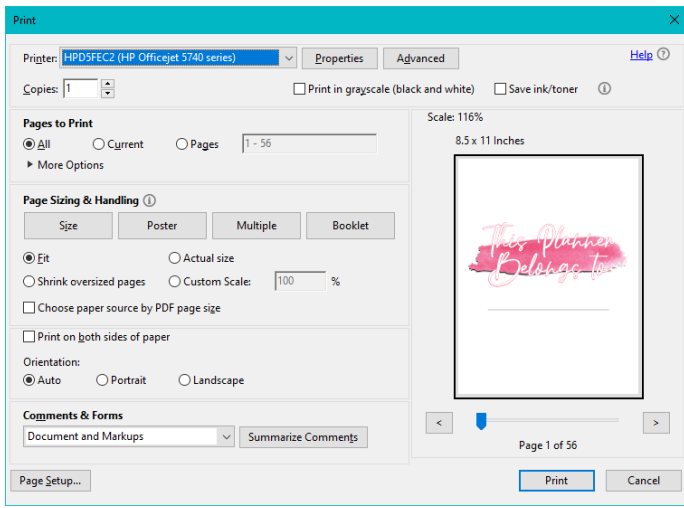 Print
Printer: HPD5FEC2 (HP Officejet 5740 series) Properties Advanced Help
Copies: 1 Print in grayscale (black and white) Save ink/toner
Pages to Print
All Current Pages 1 - 56
More Options
Scale: 116%
8.5 x 11 Inches
Page Sizing & Handling
Size Poster Multiple Booklet
Fit Actual size
Shrink oversized pages Custom Scale: 100 %
Choose paper source by PDF page size
This Planner
Belongs to
Print on both sides of paper
Orientation:
Auto Portrait Landscape
Comments & Forms
Document and Markups Summarize Comments
< >
Page 1 of 56
Page Setup... Print Cancel